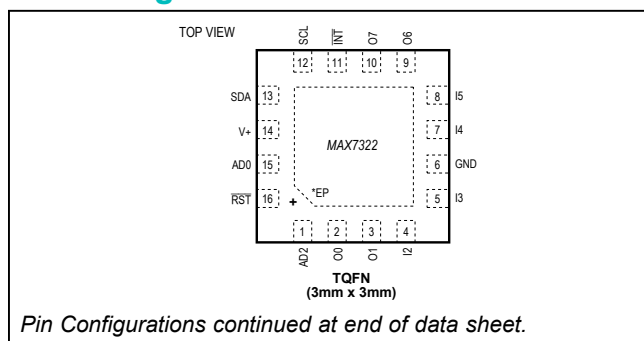 TOP VIEW
SCL
INT
O7
O6
12
11
10
9
SDA 13
8 I5
V+ 14
7 I4
MAX7322
AD0 15
6 GND
RST 16
5 I3
+
*EP
1
2
3
4
AD2
O0
O1
I2
TQFN
(3mm x 3mm)
Pin Configurations continued at end of data sheet.